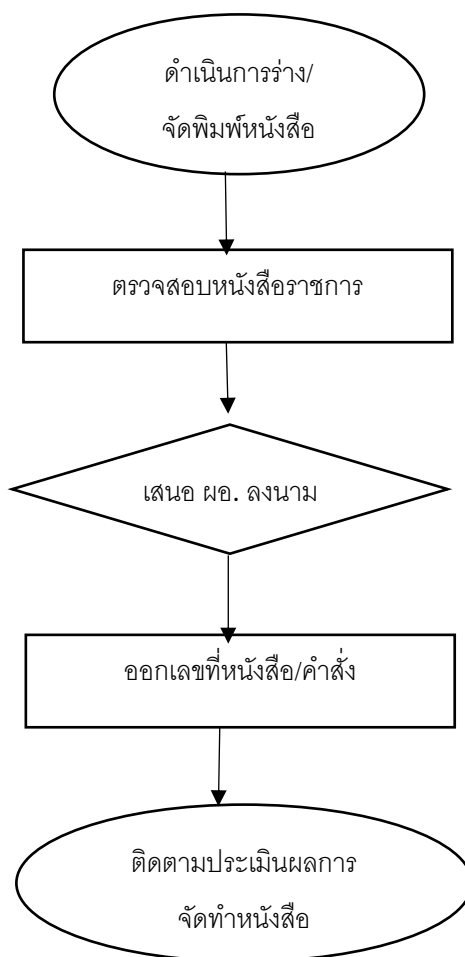 ดำเนินการร่าง/
จัดพิมพ์หนังสือ
ตรวจสอบหนังสือราชการ
เสนอ ผอ. ลงนาม
ออกเลขที่หนังสือ/คำสั่ง
ติดตามประเมินผลการ
จัดทำหนังสือ